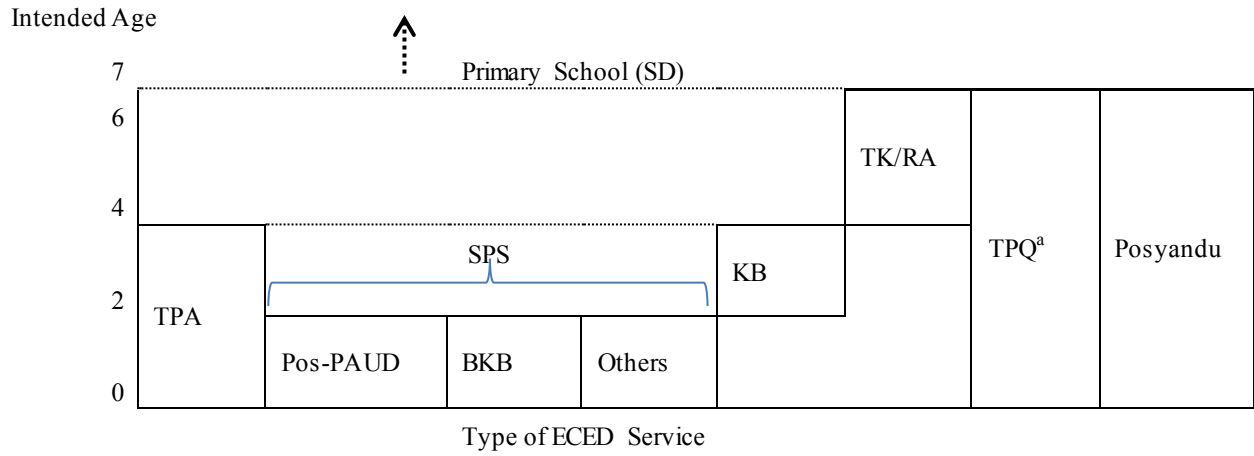 Intended Age
7
Primary School (SD)
6
TK/RA
4
SPS
TPQᵃ
Posyandu
KB
2
TPA
Pos-PAUD
BKB
Others
0
Type of ECED Service